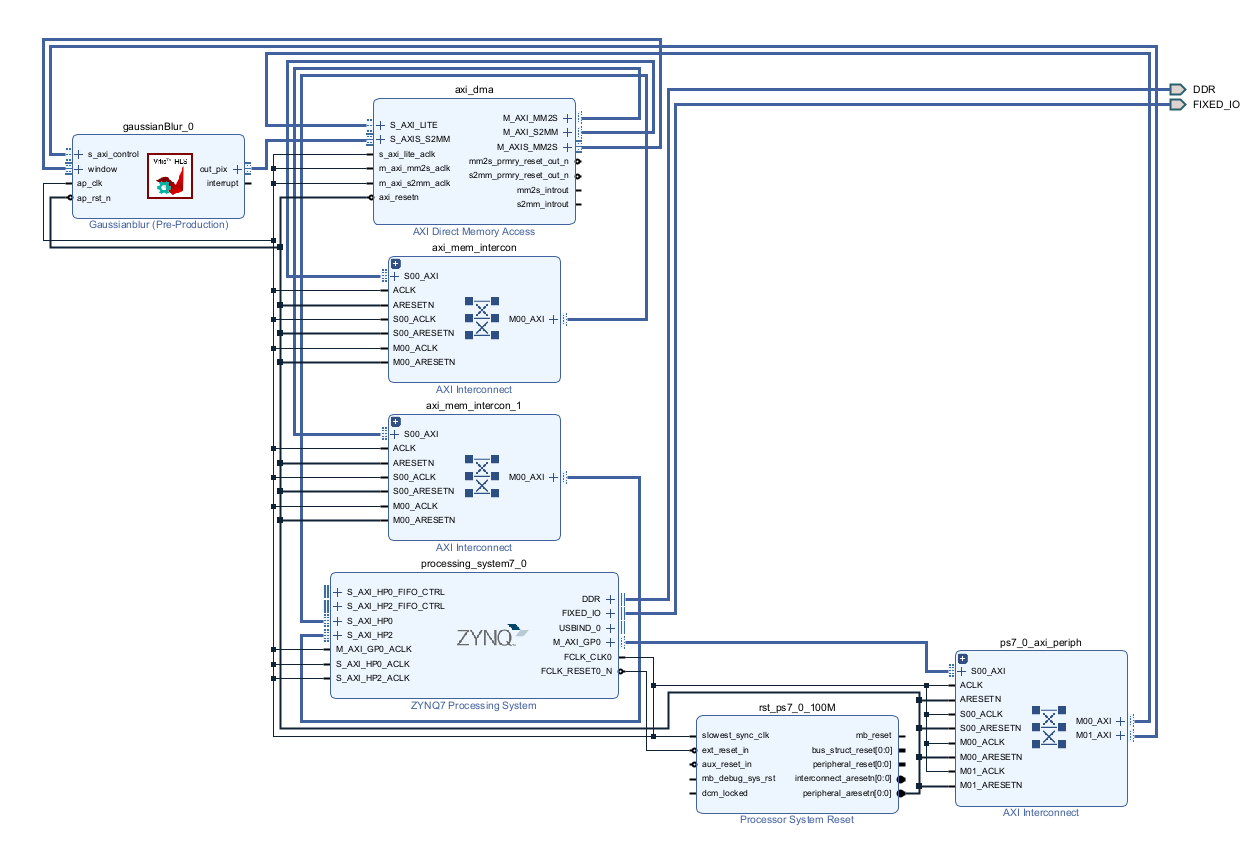 DDR
FIXED_IO
axi_dma
S_AXI_LITE
S_AXIS_S2MM
s_axi_lite_aclk
m_axi_mm2s_aclk
m_axi_s2mm_aclk
axi_resetn
M_AXI_MM2S
M_AXI_S2MM
M_AXIS_MM2S
mm2s_prmry_reset_out_n
s2mm_prmry_reset_out_n
mm2s_introut
s2mm_introut
AXI Direct Memory Access
gaussianBlur_0
s_axi_control
window
ap_clk
ap_rst_n
Vitis™ HLS
out_pix
interrupt
Gaussianblur (Pre-Production)
axi_mem_intercon
S00_AXI
ACLK
ARESETN
S00_ACLK
S00_ARESETN
M00_ACLK
M00_ARESETN
M00_AXI
AXI Interconnect
axi_mem_intercon_1
S00_AXI
ACLK
ARESETN
S00_ACLK
S00_ARESETN
M00_ACLK
M00_ARESETN
M00_AXI
AXI Interconnect
processing_system7_0
S_AXI_HP0_FIFO_CTRL
S_AXI_HP2_FIFO_CTRL
S_AXI_HP0
S_AXI_HP2
M_AXI_GP0_ACLK
S_AXI_HP0_ACLK
S_AXI_HP2_ACLK
ZYNQ
DDR
FIXED_IO
USBIND_0
M_AXI_GP0
FCLK_CLK0
FCLK_RESET0_N
ZYNQ7 Processing System
rst_ps7_0_100M
slowest_sync_clk
ext_reset_in
aux_reset_in
mb_debug_sys_rst
dcm_locked
mb_reset
bus_struct_reset[0:0]
peripheral_reset[0:0]
interconnect_aresetn[0:0]
peripheral_aresetn[0:0]
Processor System Reset
ps7_0_axi_periph
S00_AXI
ACLK
ARESETN
S00_ACLK
S00_ARESETN
M00_ACLK
M00_ARESETN
M01_ACLK
M01_ARESETN
M00_AXI
M01_AXI
AXI Interconnect